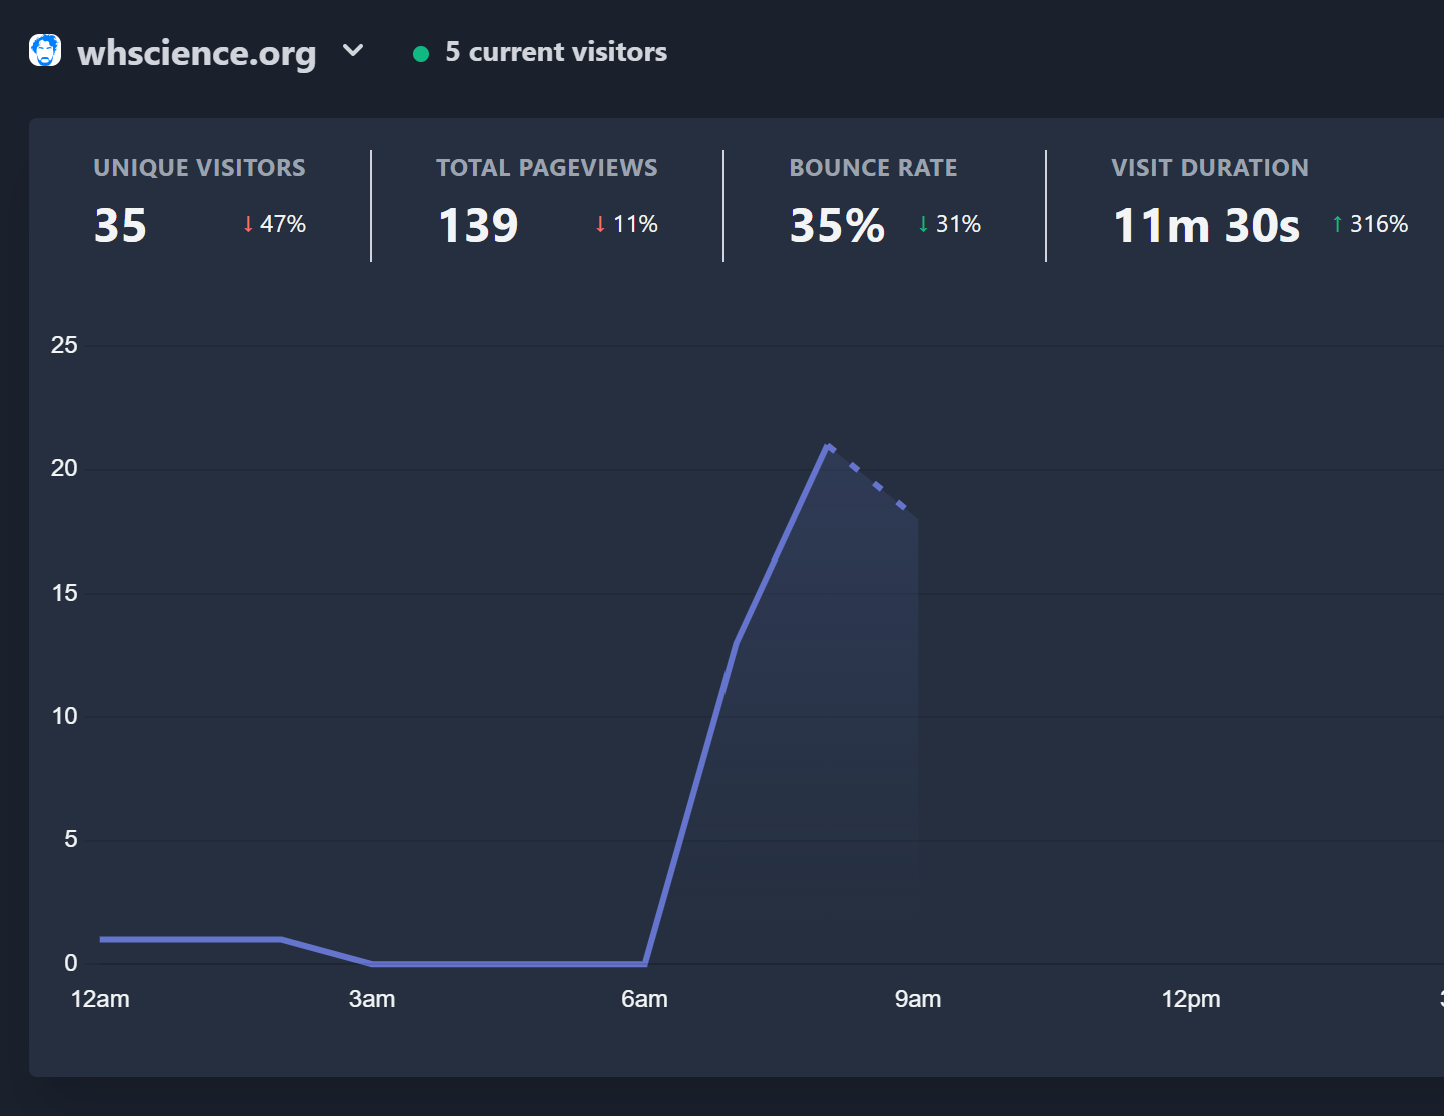 whscience.org
5 current visitors
UNIQUE VISITORS
35 ↓ 47%
TOTAL PAGEVIEWS
139 ↓ 11%
BOUNCE RATE
35% ↓ 31%
VISIT DURATION
11m 30s ↑ 316%
25
20
15
10
5
0
12am 3am 6am 9am 12pm